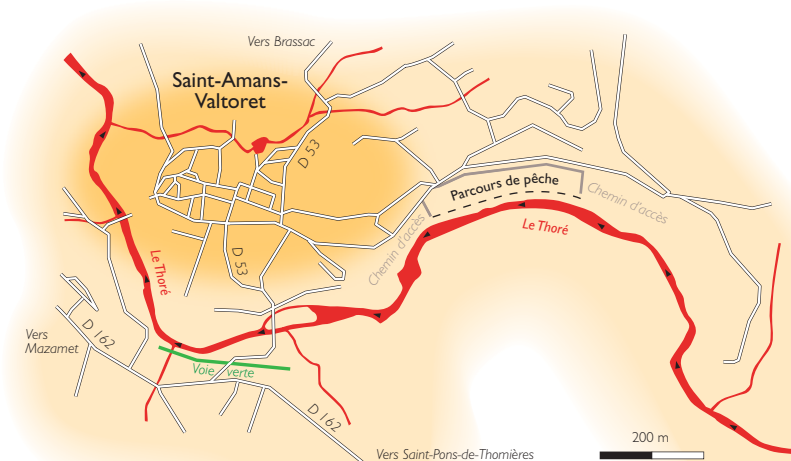 Vers Brassac
Saint-Amans-
Valtoret
D 53
Parcours de pêche
Chemin d'accès
Chemin d'accès
Le Thoré
Le Thoré
D 53
Vers
Mazamet
D 162
Voie verte
D 162
200 m
Vers Saint-Pons-de-Thomières